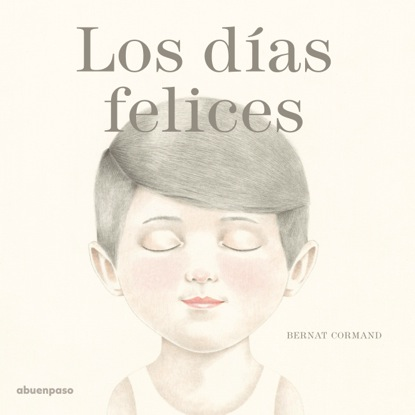 Los días
felices
BERNAT CORMAND
abuenpaso